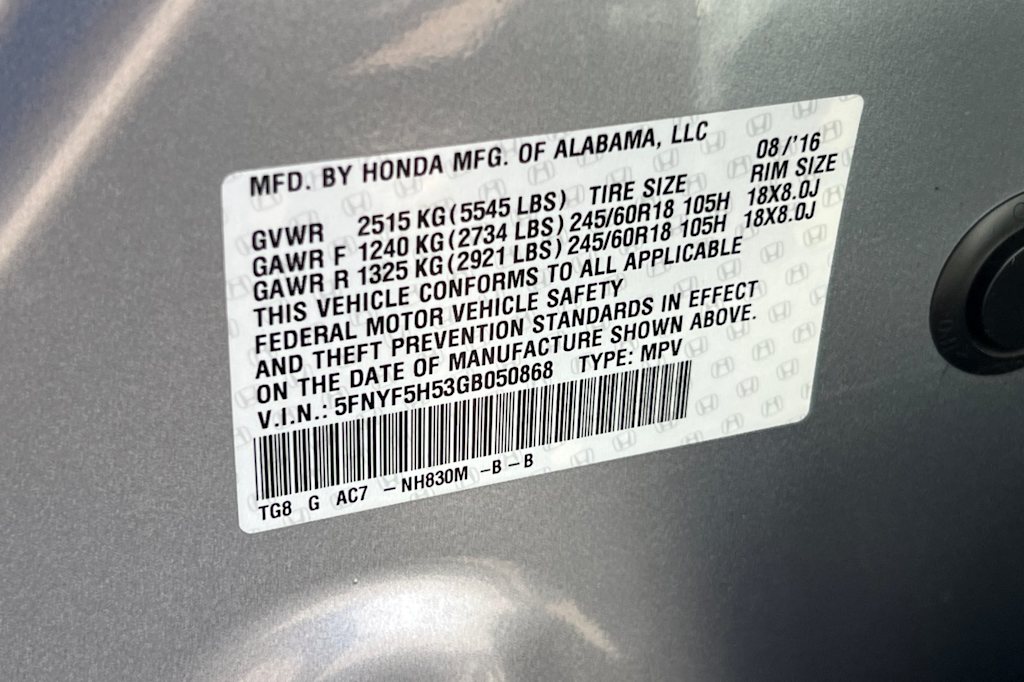 MFD. BY HONDA MFG. OF ALABAMA, LLC 08/'16
GVWR 2515 KG(5545 LBS) TIRE SIZE RIM SIZE
GAWR F 1240 KG(2734 LBS)245/60R18 105H 18X8.0J
GAWR R 1325 KG(2921 LBS)245/60R18 105H 18X8.0J
THIS VEHICLE CONFORMS TO ALL APPLICABLE
FEDERAL MOTOR VEHICLE SAFETY
AND THEFT PREVENTION STANDARDS IN EFFECT
ON THE DATE OF MANUFACTURE SHOWN ABOVE.
V.I.N.: 5FNYF5H53GB050868 TYPE: MPV
TG8 G AC7 -NH830M -B-B